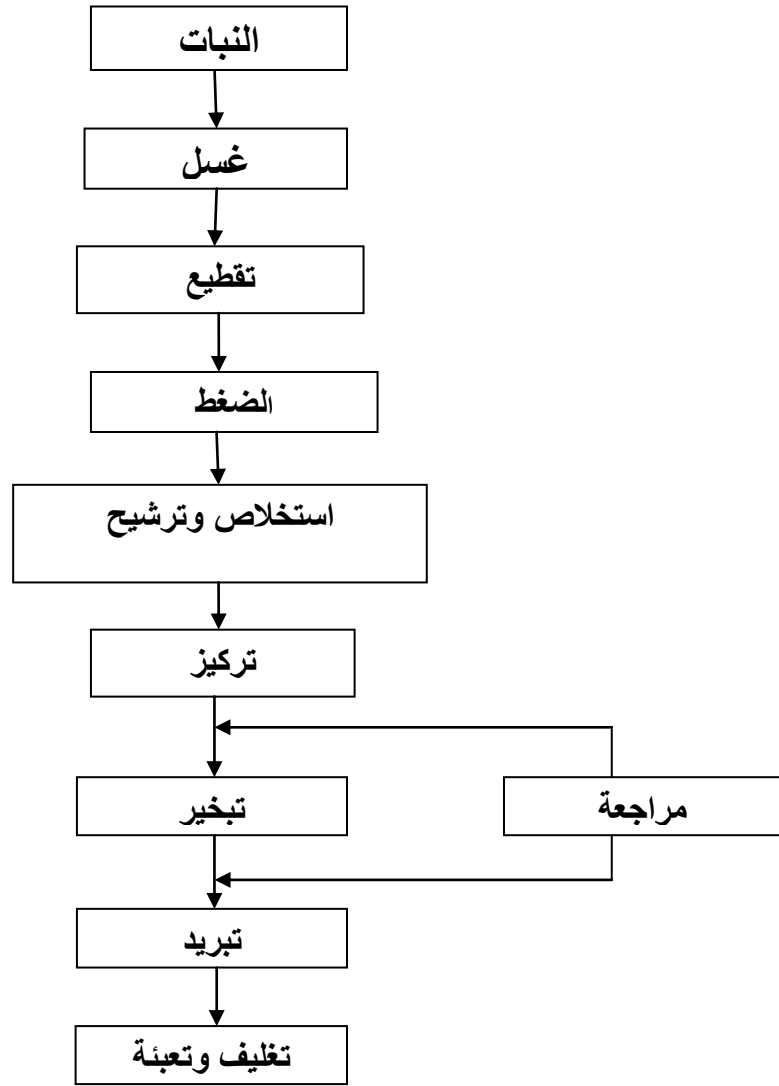 النبات
غسل
تقطيع
الضغط
استخلاص وترشيح
تركيز
تبخير
مراجعة
تبريد
تغليف وتعبئة